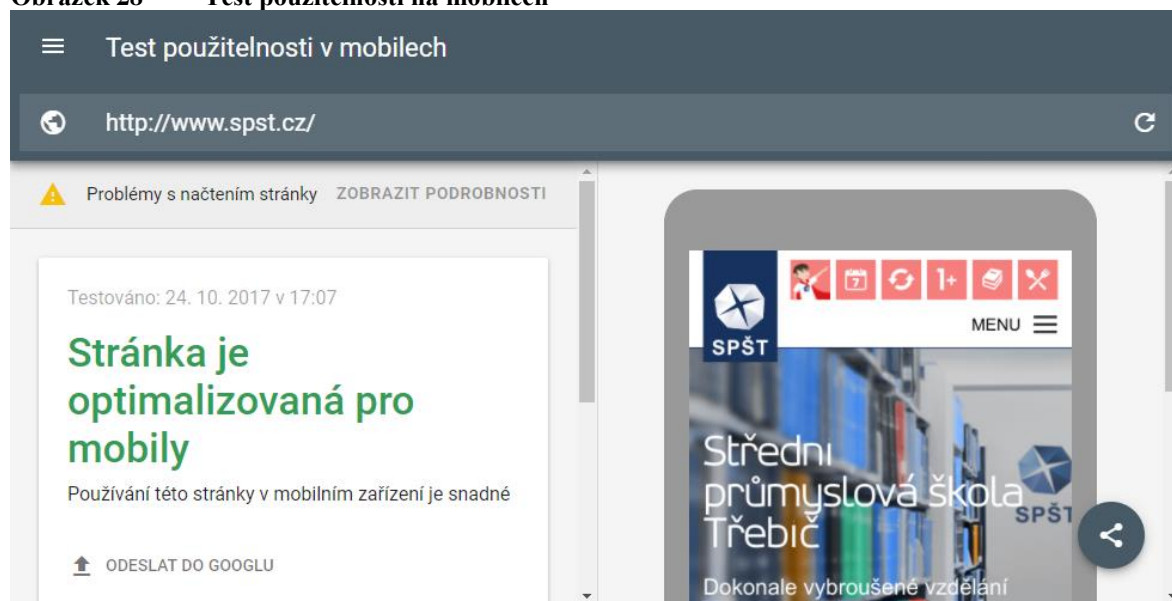 Obrázek 28 Test použitelnosti na mobilech
Test použitelnosti v mobilech
http://www.spst.cz/
Problémy s načtením stránky ZOBRAZIT PODROBNOSTI
Testováno: 24. 10. 2017 v 17:07
Stránka je
optimalizovaná pro
mobily
Používání této stránky v mobilním zařízení je snadné
ODESLAT DO GOOGLU
7
1+
MENU
SPŠT
Střední
průmyslová škola
Třebíč
SPŠT
Dokonale vybroušené vzdělání